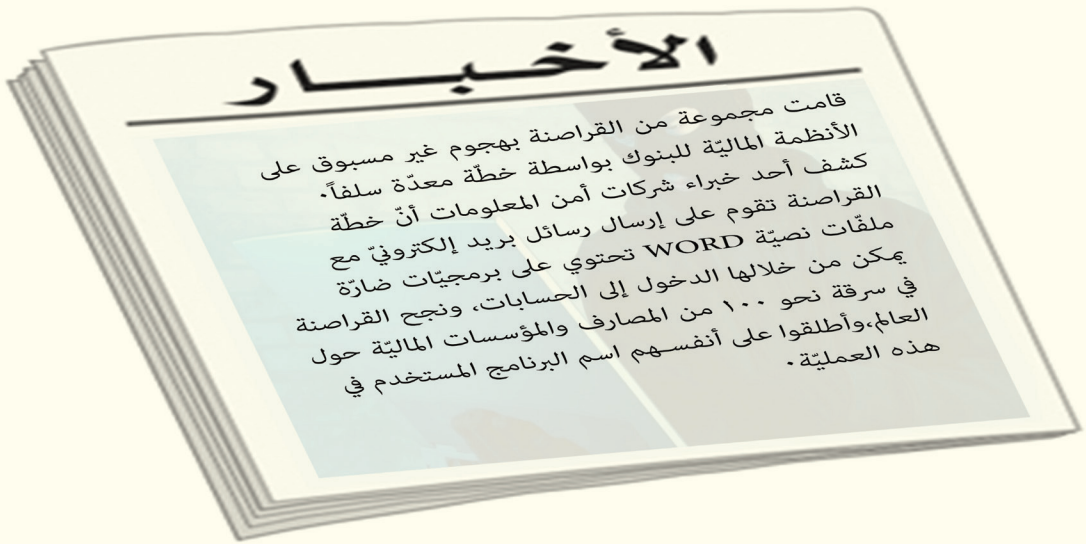 الأخبـــار
قامت مجموعة من القراصنة بهجوم غير مسبوق على
الأنظمة الماليّة للبنوك بواسطة خطّة معدّة سلفاً.
كشف أحد خبراء شركات أمن المعلومات أنّ خطّة
القراصنة تقوم على إرسال رسائل بريد إلكترونيّ مع
ملفّات نصيّة WORD تحتوي على برمجيّات ضارّة
يمكن من خلالها الدخول إلى الحسابات، ونجح القراصنة
في سرقة نحو ١٠٠ من المصارف والمؤسسات الماليّة حول
العالم،وأطلقوا على أنفسـهم اسم البرنامج المستخدم في
هذه العمليّة.